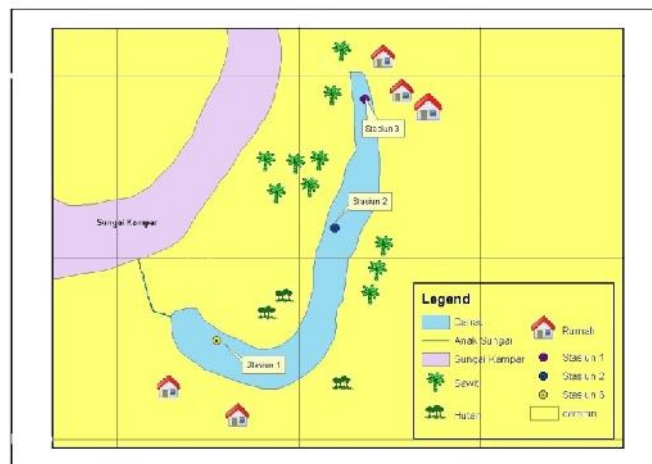 Stasiun 3
Stasiun 2
Sungai Kampar
Stasiun 1
Legend
Danau
Anak Sungai
Sungai Kampar
Sawit
Hutan
Rumah
Stasiun 1
Stasiun 2
Stasiun 3